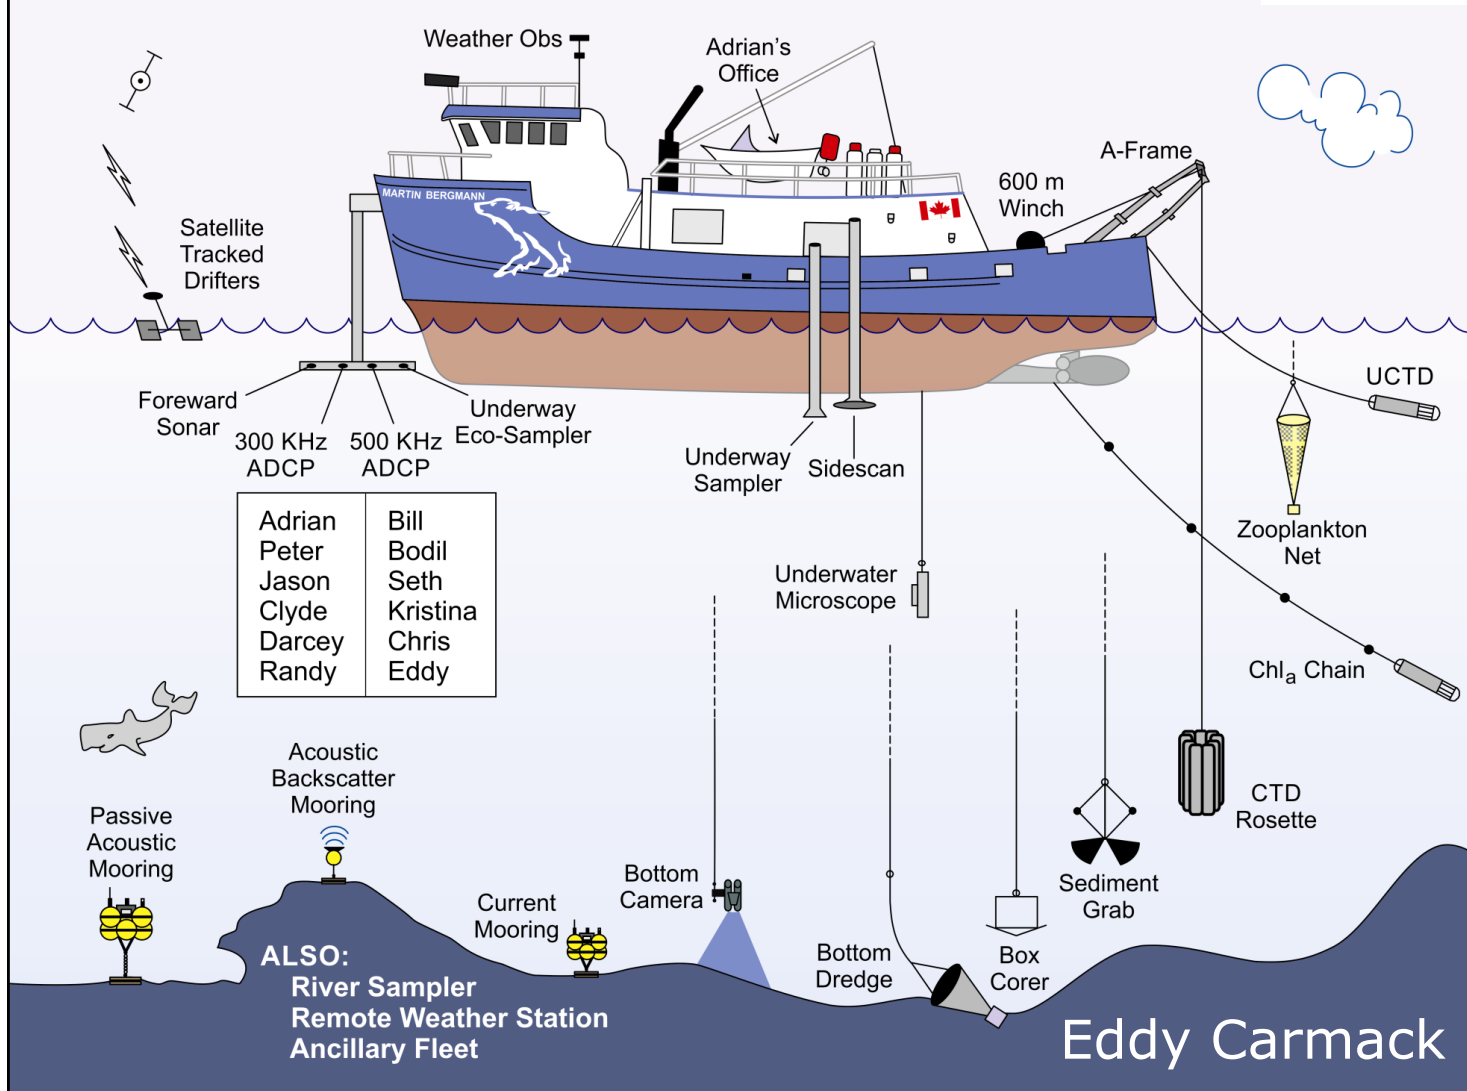 Weather Obs
Adrian's
Office
A-Frame
600 m
Winch
MARTIN BERGMANN
Satellite
Tracked
Drifters
UCTD
Foreward
Sonar
Underway
Eco-Sampler
300 KHz
ADCP
500 KHz
ADCP
Underway
Sampler
Sidescan
Adrian
Peter
Jason
Clyde
Darcey
Randy
Bill
Bodil
Seth
Kristina
Chris
Eddy
Zooplankton
Net
Underwater
Microscope
Chla Chain
Acoustic
Backscatter
Mooring
Passive
Acoustic
Mooring
CTD
Rosette
Bottom
Camera
Sediment
Grab
Current
Mooring
Bottom
Dredge
Box
Corer
ALSO:
River Sampler
Remote Weather Station
Ancillary Fleet
Eddy Carmack